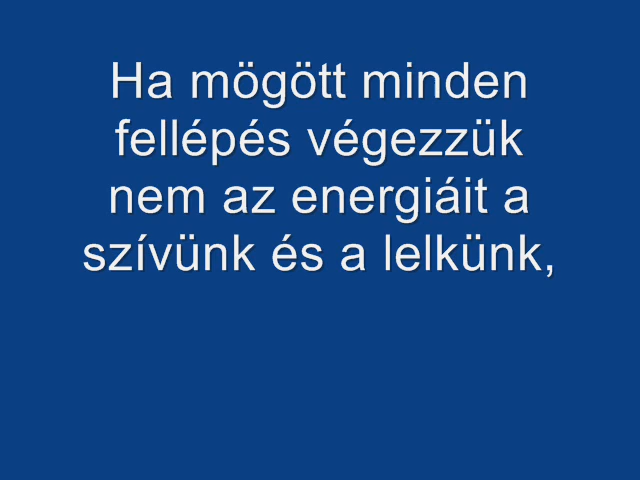 Ha mögött minden
fellépés végezzük
nem az energiáit a
szívünk és a lelkünk,